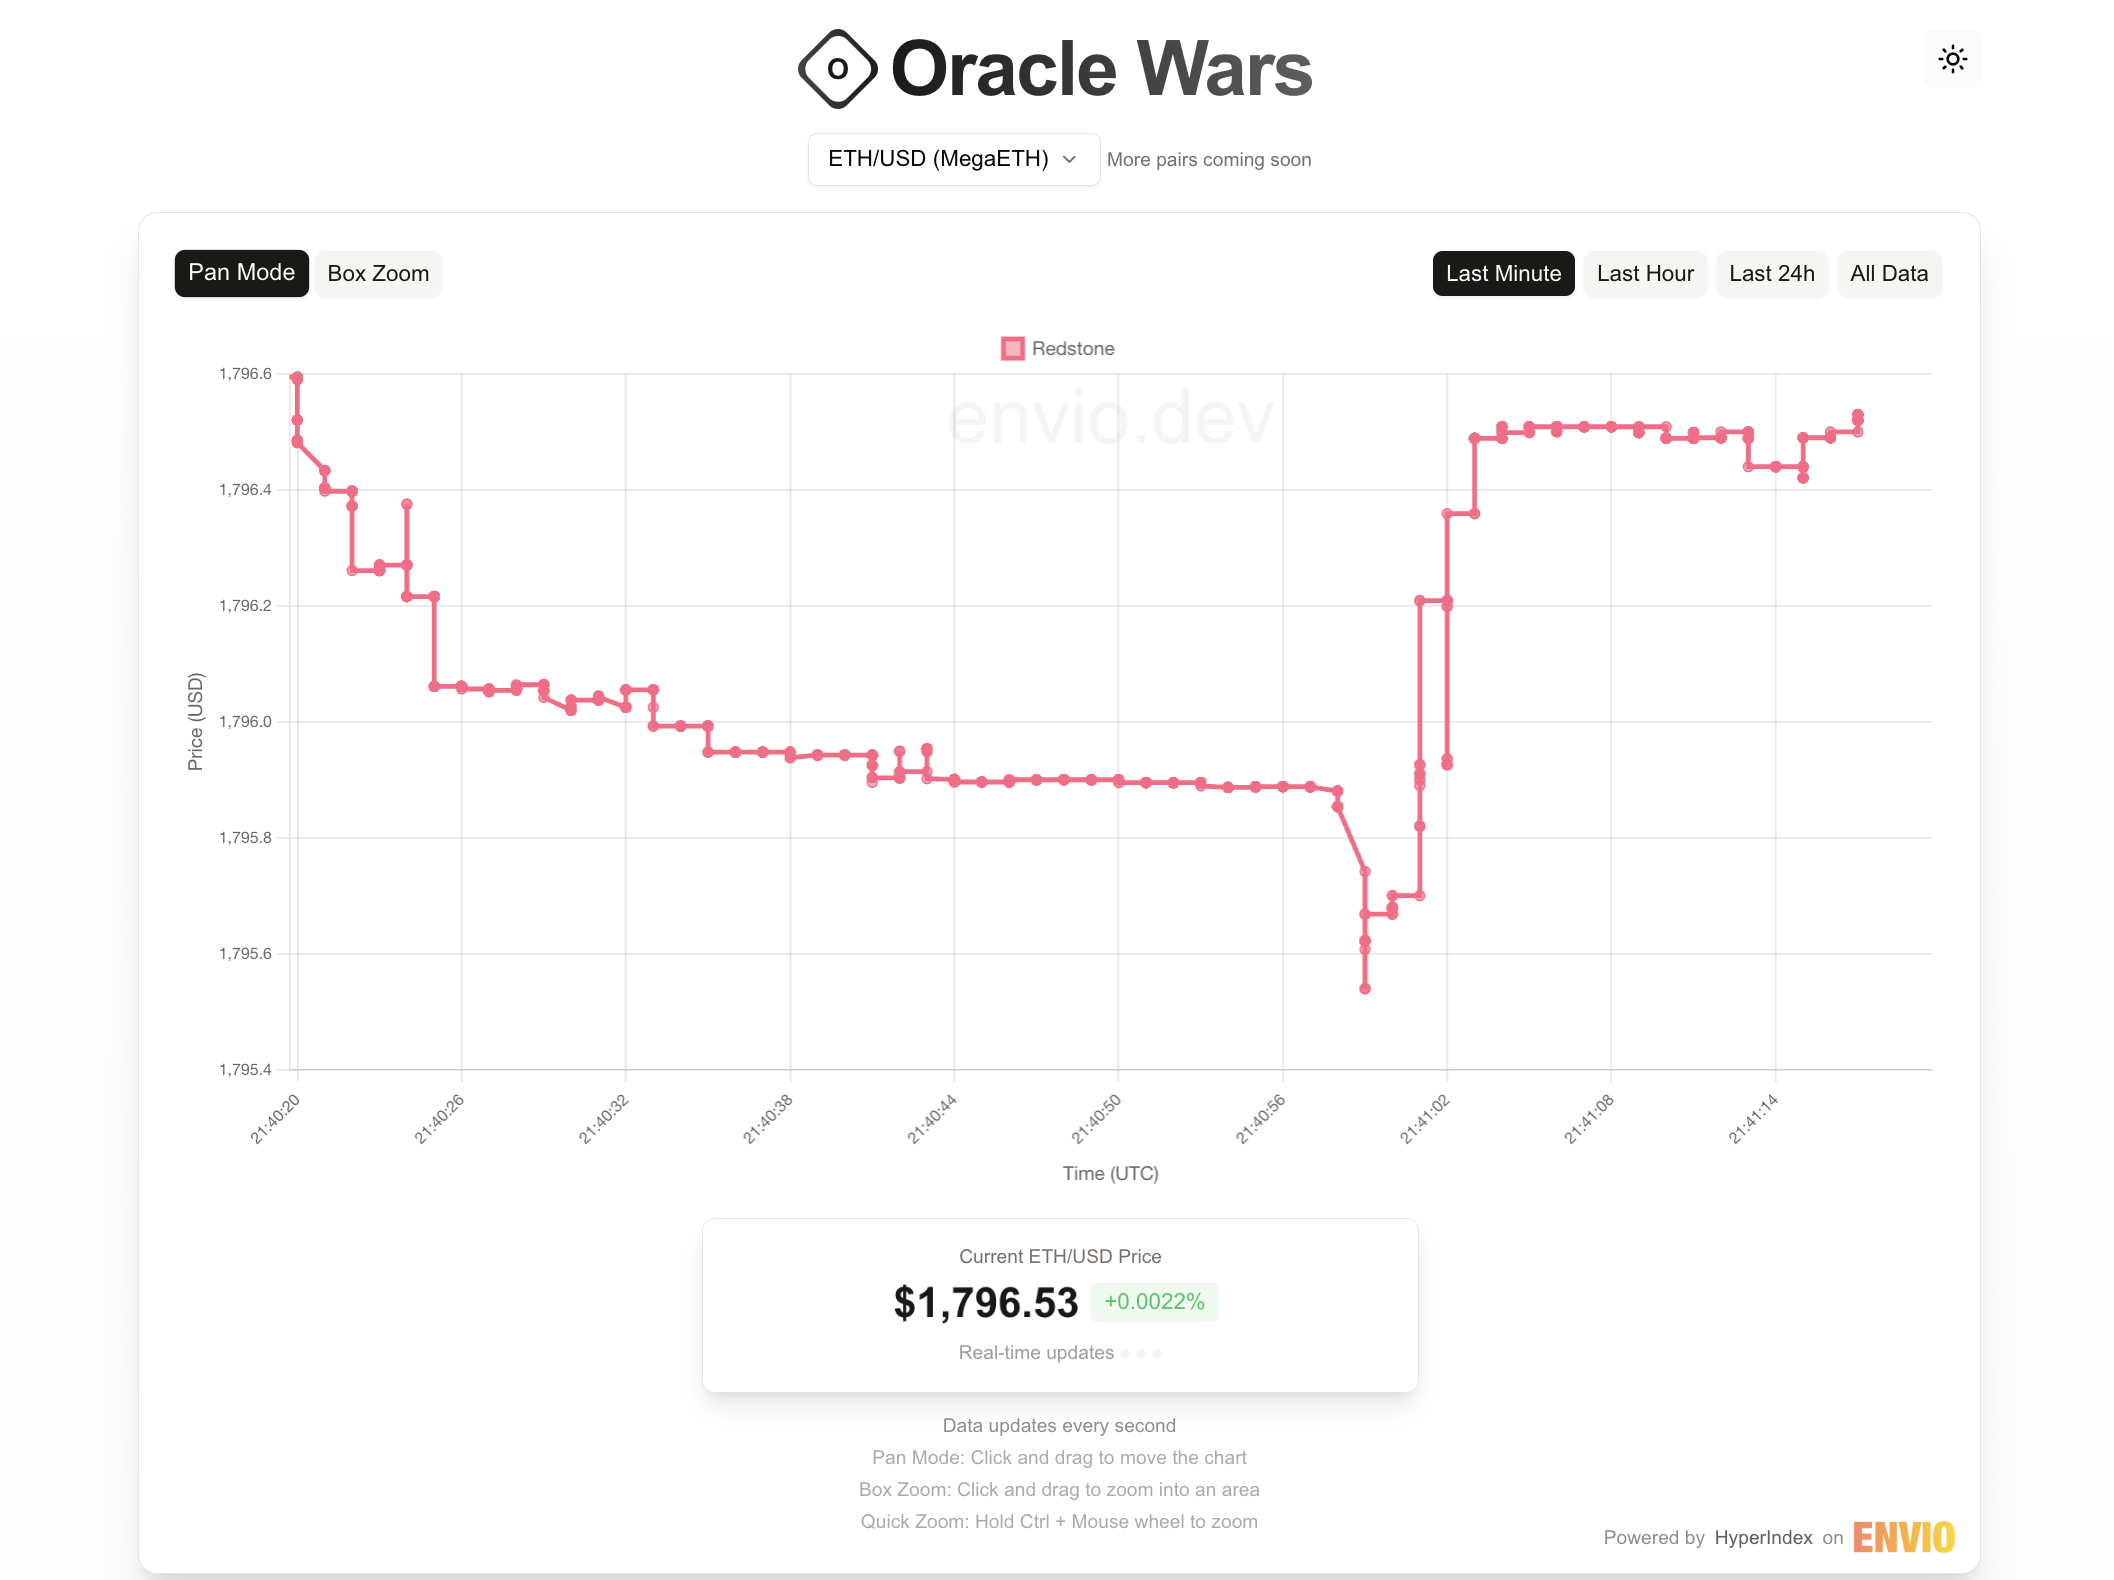 O Oracle Wars
ETH/USD (MegaETH) More pairs coming soon
Pan Mode Box Zoom Last Minute Last Hour Last 24h All Data
Redstone
envio.dev
1,796.6
1,796.4
1,796.2
1,796.0
1,795.8
1,795.6
1,795.4
Price (USD)
21:40:20 21:40:26 21:40:32 21:40:38 21:40:44 21:40:50 21:40:56 21:41:02 21:41:08 21:41:14
Time (UTC)
Current ETH/USD Price
$1,796.53 +0.0022%
Real-time updates
Data updates every second
Pan Mode: Click and drag to move the chart
Box Zoom: Click and drag to zoom into an area
Quick Zoom: Hold Ctrl + Mouse wheel to zoom
Powered by HyperIndex on ENVIO